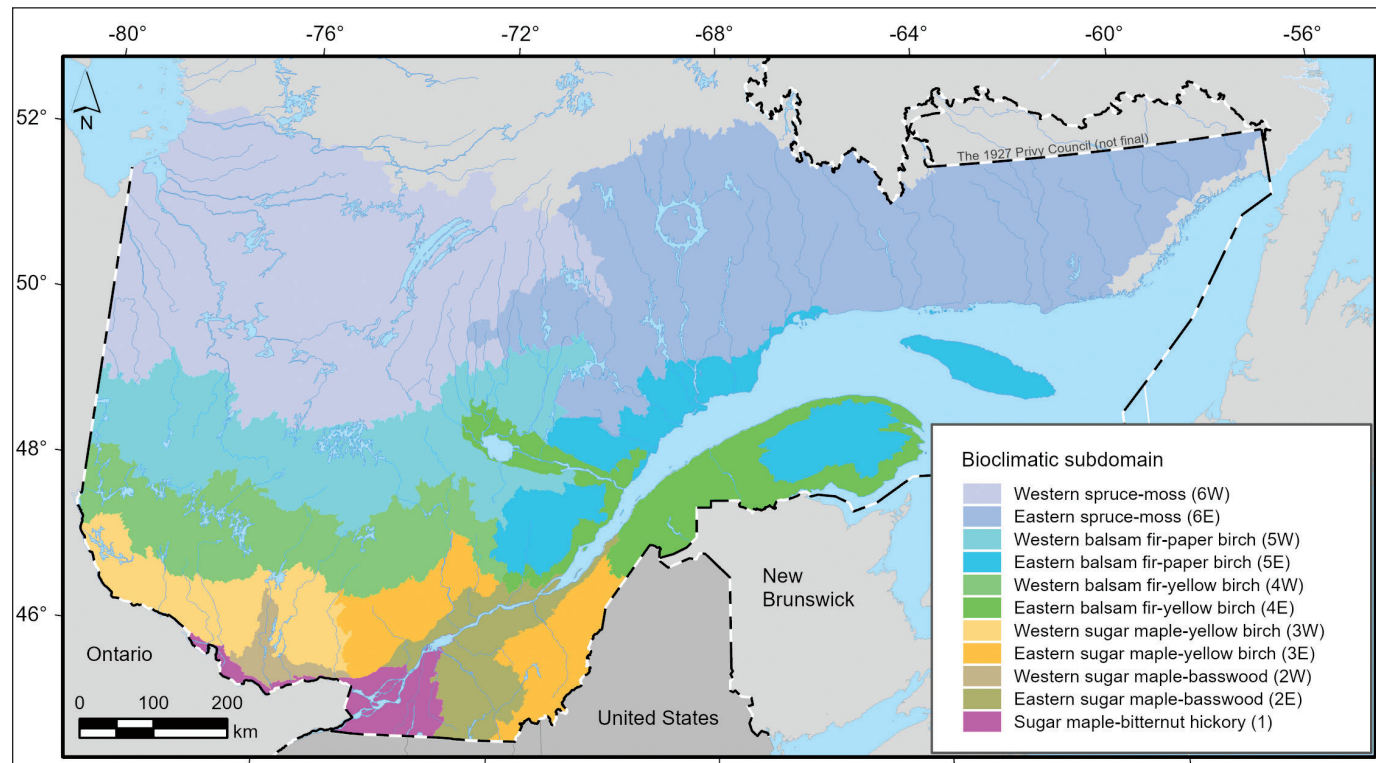 -80° -76° -72° -68° -64° -60° -56°
52°
50°
48°
46°
N
The 1927 Privy Council (not final)
Bioclimatic subdomain
Western spruce-moss (6W)
Eastern spruce-moss (6E)
Western balsam fir-paper birch (5W)
Eastern balsam fir-paper birch (5E)
Western balsam fir-yellow birch (4W)
Eastern balsam fir-yellow birch (4E)
Western sugar maple-yellow birch (3W)
Eastern sugar maple-yellow birch (3E)
Western sugar maple-basswood (2W)
Eastern sugar maple-basswood (2E)
Sugar maple-bitternut hickory (1)
New
Brunswick
Ontario
United States
0 100 200
km